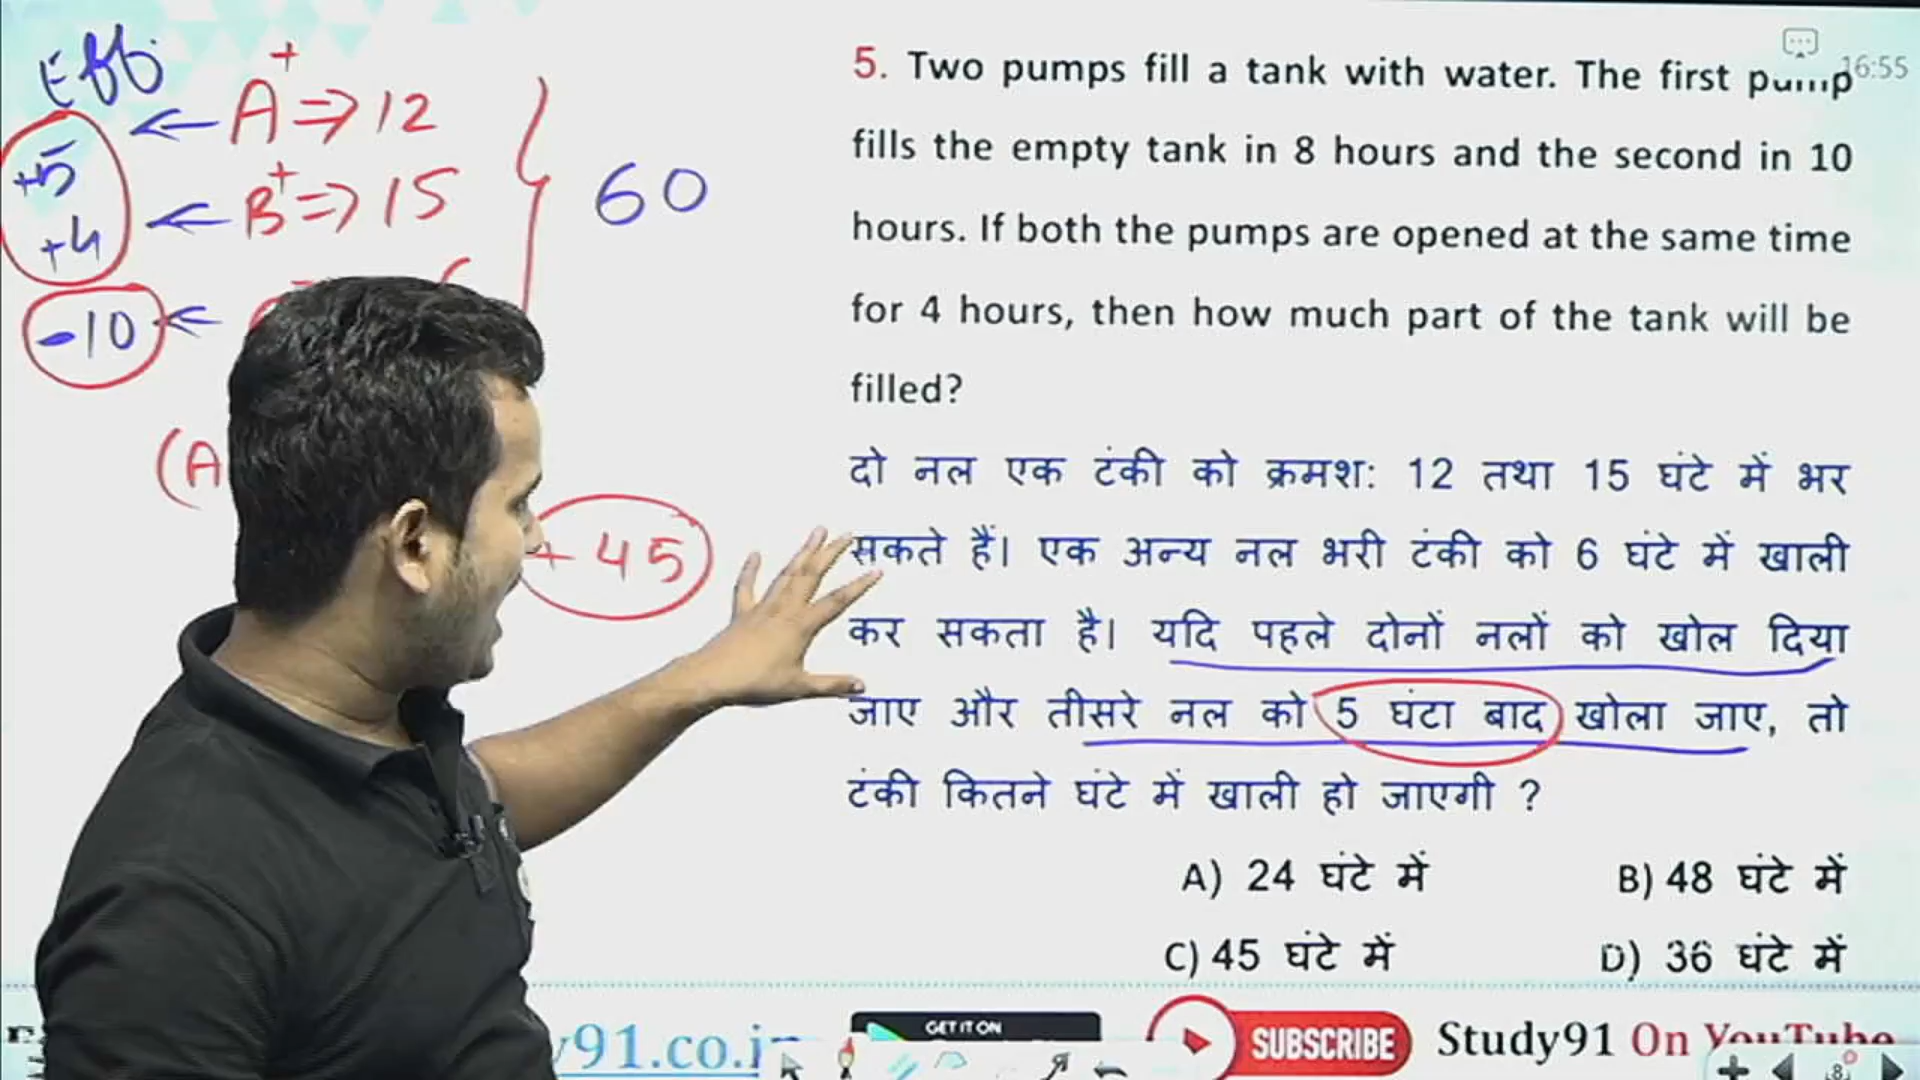 Eff
A+ => 12
+5
B+ => 15
+4
60
-10
(A
+ 45
16:55
5. Two pumps fill a tank with water. The first pump
fills the empty tank in 8 hours and the second in 10
hours. If both the pumps are opened at the same time
for 4 hours, then how much part of the tank will be
filled?
दो नल एक टंकी को क्रमश: 12 तथा 15 घंटे में भर
सकते हैं। एक अन्य नल भरी टंकी को 6 घंटे में खाली
कर सकता है। यदि पहले दोनों नलों को खोल दिया
जाए और तीसरे नल को 5 घंटा बाद खोला जाए, तो
टंकी कितने घंटे में खाली हो जाएगी ?
A) 24 घंटे में B) 48 घंटे में
C) 45 घंटे में D) 36 घंटे में
y91.co.i
GET IT ON
SUBSCRIBE
Study91 On YouTube
8